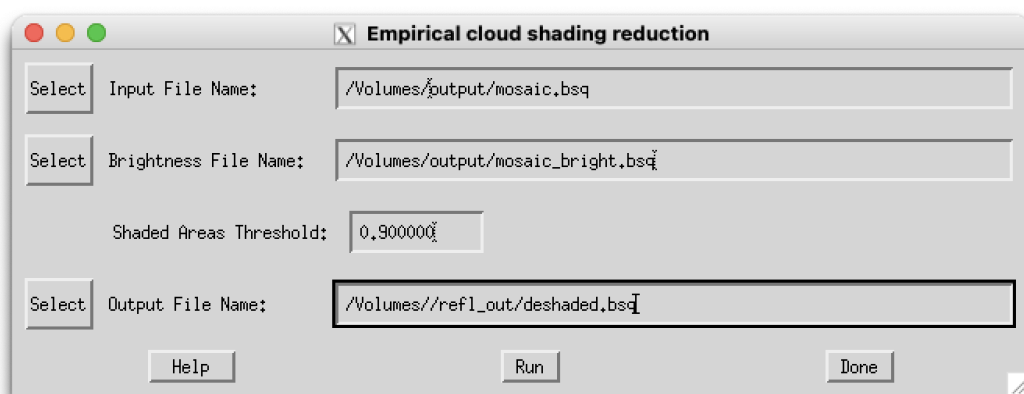 Empirical cloud shading reduction
Select Input File Name: /Volumes/output/mosaic.bsq
Select Brightness File Name: /Volumes/output/mosaic_bright.bsq
Shaded Areas Threshold: 0.900000
Select Output File Name: /Volumes//refl_out/deshaded.bsq
Help Run Done